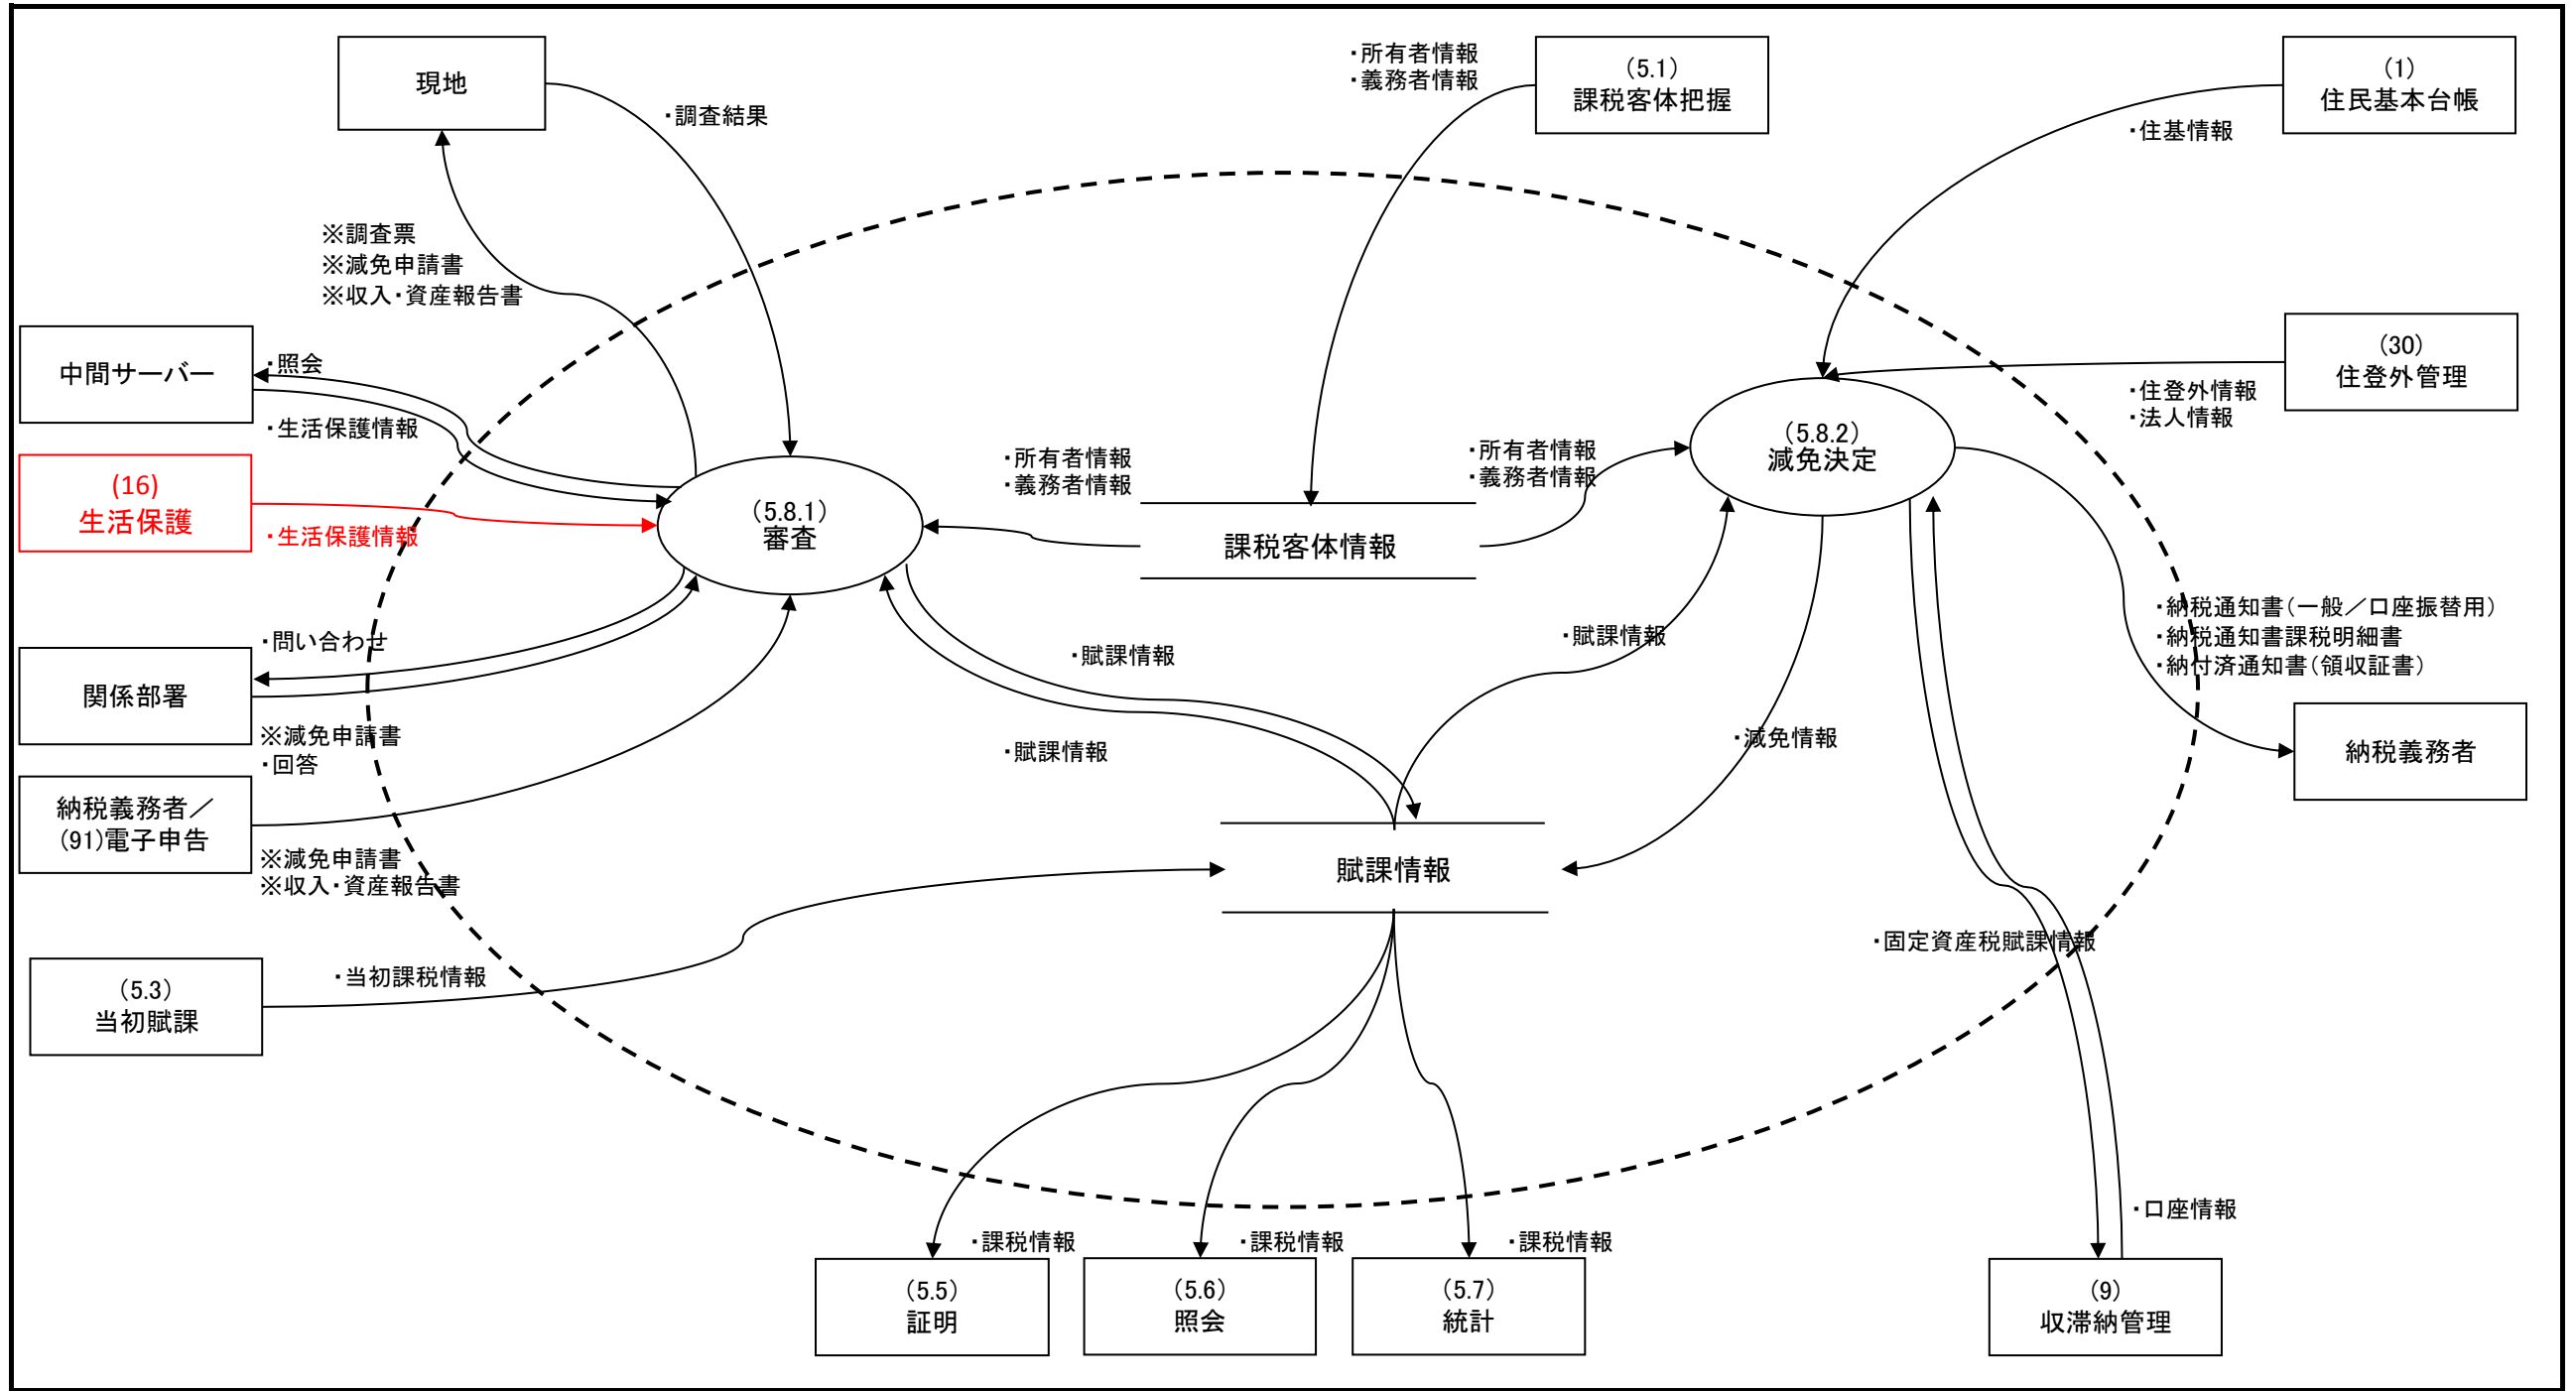 現地
・調査結果
・所有者情報
・義務者情報
（5.1）
課税客体把握
（1）
住民基本台帳
・住基情報
※調査票
※減免申請書
※収入・資産報告書
中間サーバー
・照会
・生活保護情報
(16)
生活保護
・生活保護情報
（5.8.1）
審査
・所有者情報
・義務者情報
課税客体情報
・所有者情報
・義務者情報
（5.8.2）
減免決定
（30）
住登外管理
・住登外情報
・法人情報
・問い合わせ
関係部署
※減免申請書
・回答
・賦課情報
・賦課情報
・賦課情報
・減免情報
・納税通知書（一般／口座振替用）
・納税通知書課税明細書
・納付済通知書（領収証書）
納税義務者
納税義務者／
（91）電子申告
※減免申請書
※収入・資産報告書
賦課情報
（5.3）
当初賦課
・当初課税情報
・固定資産税賦課情報
・口座情報
・課税情報
・課税情報
・課税情報
（5.5）
証明
（5.6）
照会
（5.7）
統計
（9）
収滞納管理